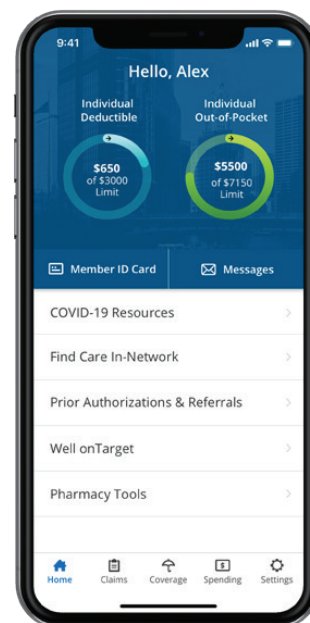 9:41
Hello, Alex
Individual
Deductible
Individual
Out-of-Pocket
$650
of $3000
Limit
$5500
of $7150
Limit
Member ID Card
Messages
COVID-19 Resources
Find Care In-Network
Prior Authorizations & Referrals
Well onTarget
Pharmacy Tools
Home
Claims
Coverage
Spending
Settings